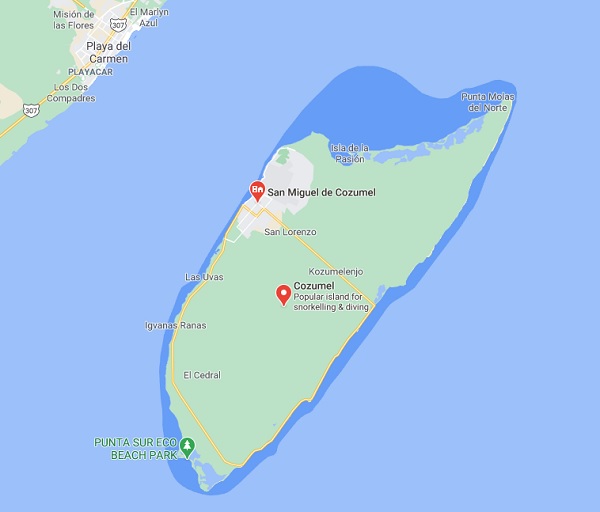 Misión de
las Flores
El Marlyn
Azul
307
Playa del
Carmen
PLAYACAR
Los Dos
Compadres
307
Punta Molas
del Norte
Isla de la
Pasión
San Miguel de Cozumel
San Lorenzo
Kozumelenjo
Las Uvas
Cozumel
Popular island for
snorkelling & diving
Igvanas Ranas
El Cedral
PUNTA SUR ECO
BEACH PARK